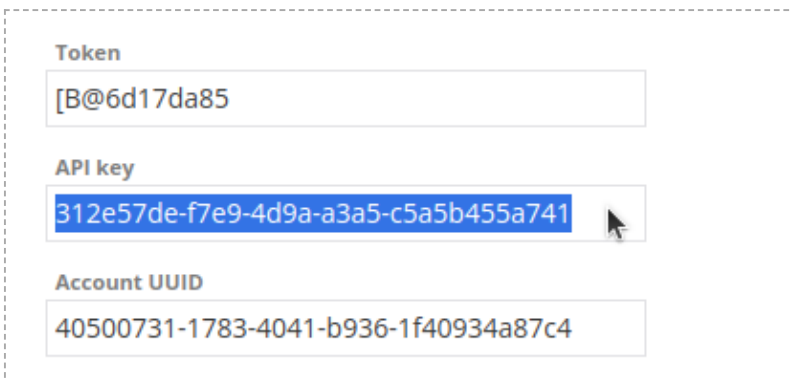 Token
[B@6d17da85
API key
312e57de-f7e9-4d9a-a3a5-c5a5b455a741
Account UUID
40500731-1783-4041-b936-1f40934a87c4